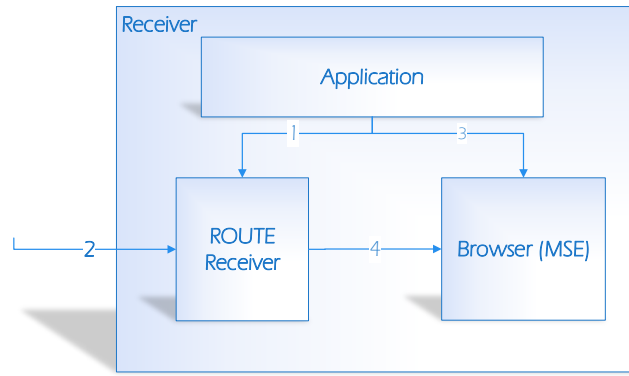 Receiver
Application
1
3
2
ROUTE
Receiver
4
Browser (MSE)